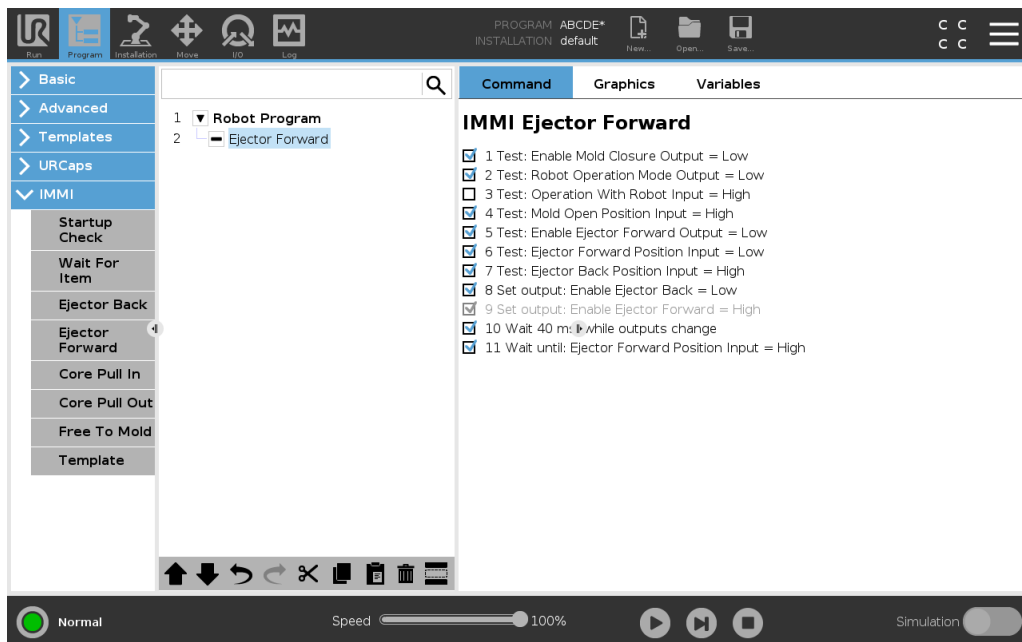 PROGRAM ABCDE*
INSTALLATION default
Run Program Installation Move I/O Log New... Open... Save...
C C
C C
Basic
Advanced
Templates
URCaps
IMMI
Startup
Check
Wait For
Item
Ejector Back
Ejector
Forward
Core Pull In
Core Pull Out
Free To Mold
Template
1 Robot Program
2 Ejector Forward
Command Graphics Variables
IMMI Ejector Forward
1 Test: Enable Mold Closure Output = Low
2 Test: Robot Operation Mode Output = Low
3 Test: Operation With Robot Input = High
4 Test: Mold Open Position Input = High
5 Test: Enable Ejector Forward Output = Low
6 Test: Ejector Forward Position Input = Low
7 Test: Ejector Back Position Input = High
8 Set output: Enable Ejector Back = Low
9 Set output: Enable Ejector Forward = High
10 Wait 40 ms while outputs change
11 Wait until: Ejector Forward Position Input = High
Normal Speed 100% Simulation